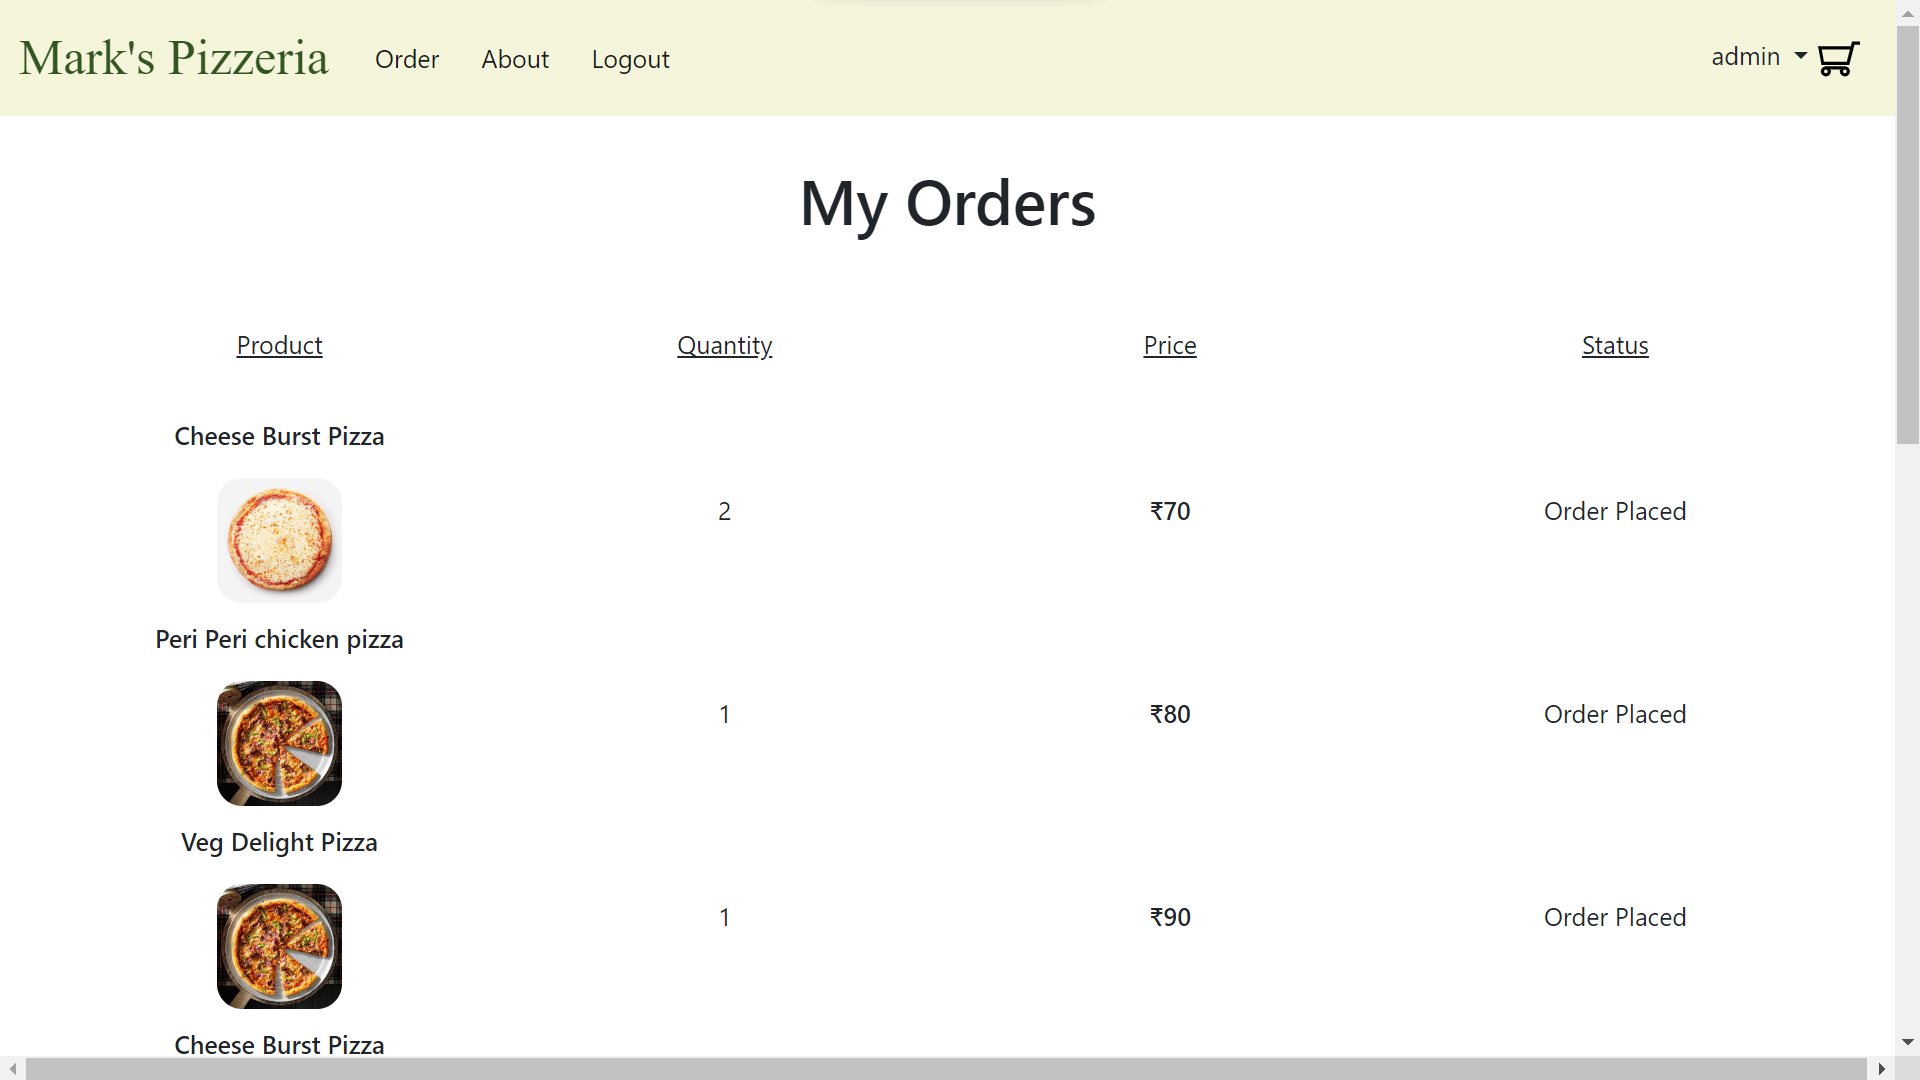 Mark's Pizzeria Order About Logout admin
My Orders
Product Quantity Price Status
Cheese Burst Pizza
2 ₹70 Order Placed
Peri Peri chicken pizza
1 ₹80 Order Placed
Veg Delight Pizza
1 ₹90 Order Placed
Cheese Burst Pizza